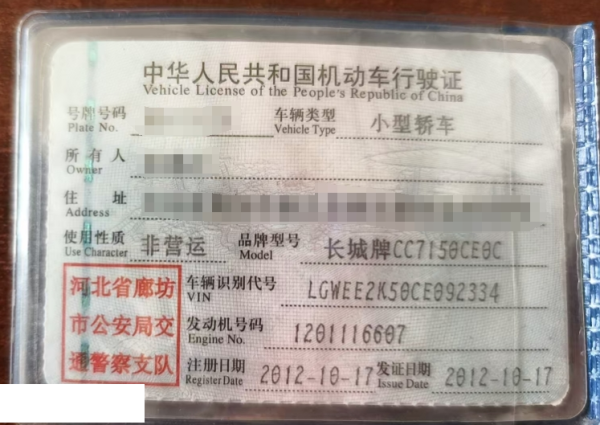 中华人民共和国机动车行驶证
Vehicle License of the People's Republic of China
号牌号码 车辆类型 小型轿车
Plate No. Vehicle Type
所有人
Owner
住址
Address
使用性质 非营运 品牌型号 长城牌CC7150CE0C
Use Character Model
河北省廊坊
市公安局交
通警察支队
车辆识别代号 LGWEE2K50CE092334
VIN
发动机号码 1201116607
Engine No.
注册日期 2012-10-17 发证日期 2012-10-17
Register Date Issue Date